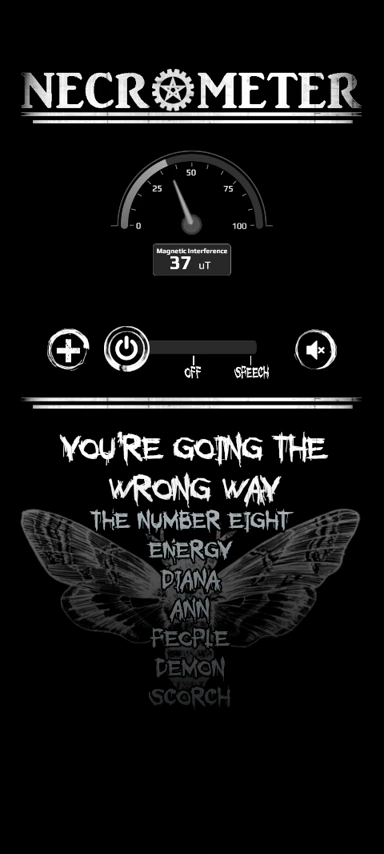 NECROMETER
50
25
75
0
100
Magnetic Interference
37 uT
OFF
SPEECH
YOU'RE GOING THE
WRONG WAY
THE NUMBER EIGHT
ENERGY
DIANA
ANN
PEOPLE
DEMON
SCORCH